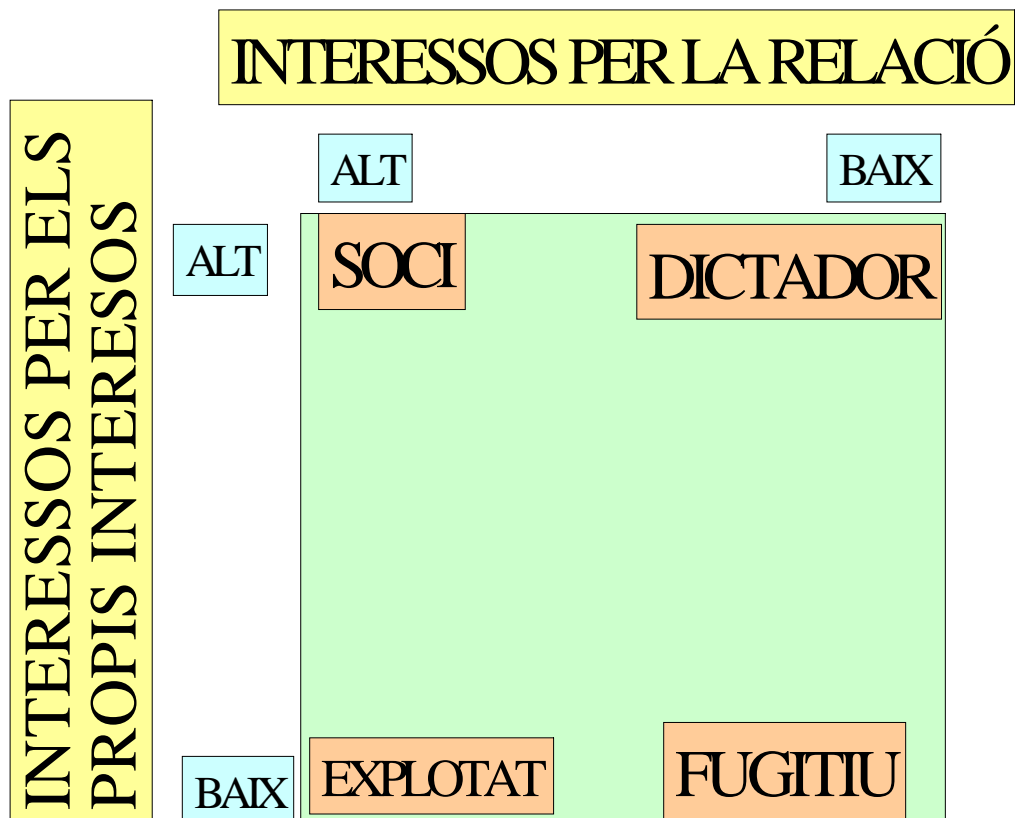 INTERESSOS PER LA RELACIÓ
INTERESSOS PER ELS
PROPIS INTERESOS
ALT
BAIX
ALT
SOCI
DICTADOR
BAIX
EXPLOTAT
FUGITIU